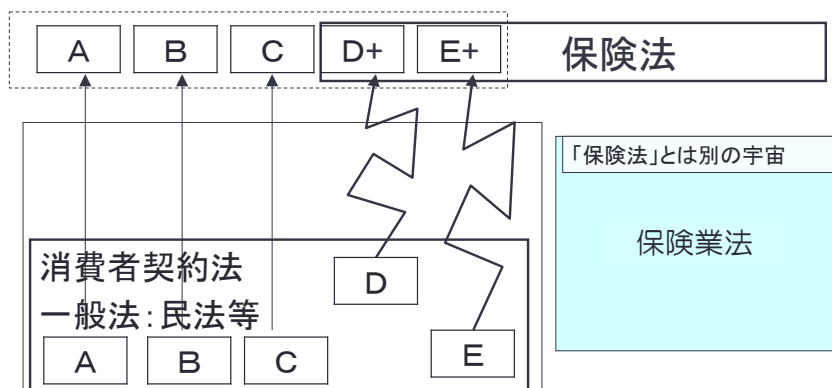 A B C D+ E+ 保険法
「保険法」とは別の宇宙
保険業法
消費者契約法
一般法：民法等
D
A B C E